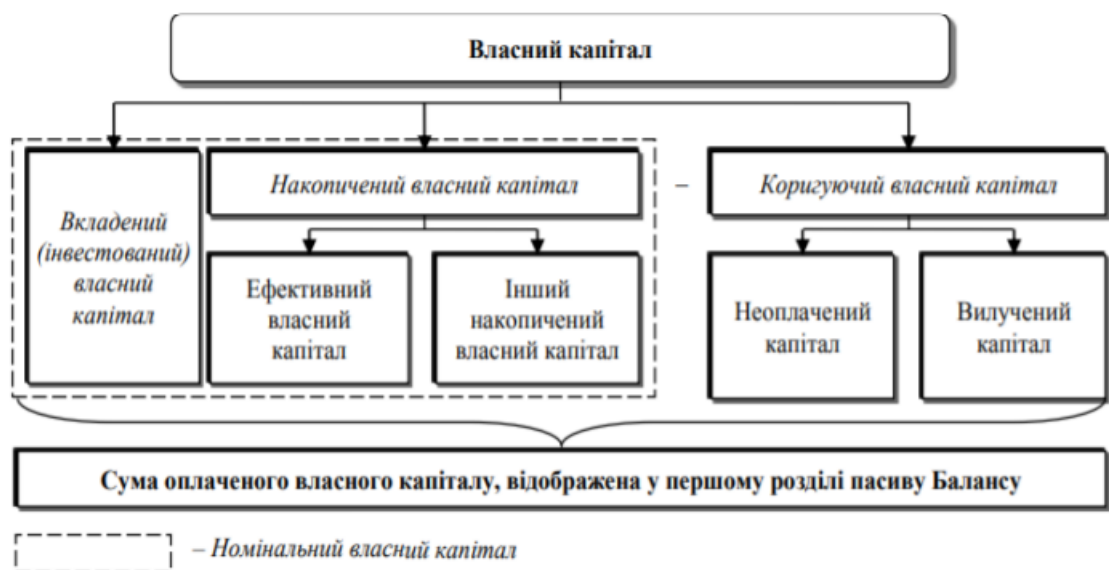 Власний капітал
Вкладений
(інвестований)
власний
капітал
Накопичений власний капітал
–
Коригуючий власний капітал
Ефективний
власний
капітал
Інший
накопичений
власний капітал
Неоплачений
капітал
Вилучений
капітал
Сума оплаченого власного капіталу, відображена у першому розділі пасиву Балансу
– Номінальний власний капітал